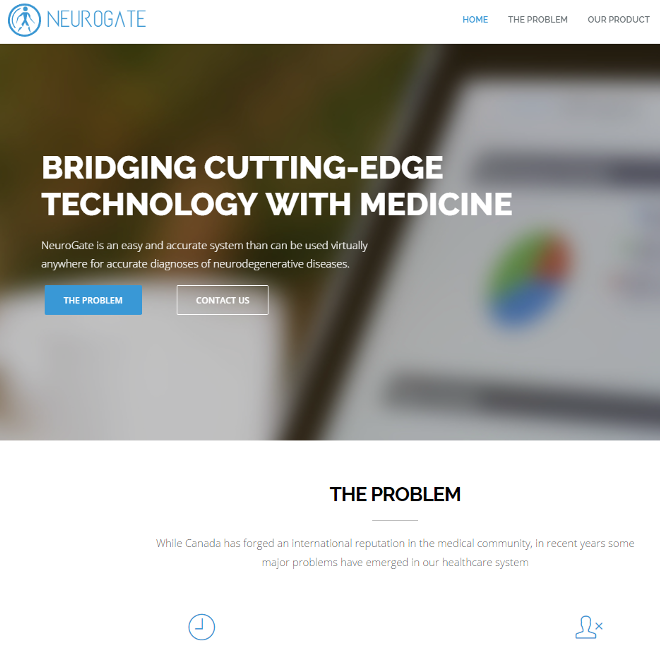 NEUROGATE
HOME THE PROBLEM OUR PRODUCT
BRIDGING CUTTING-EDGE
TECHNOLOGY WITH MEDICINE
NeuroGate is an easy and accurate system than can be used virtually
anywhere for accurate diagnoses of neurodegenerative diseases.
THE PROBLEM CONTACT US
THE PROBLEM
While Canada has forged an international reputation in the medical community, in recent years some
major problems have emerged in our healthcare system